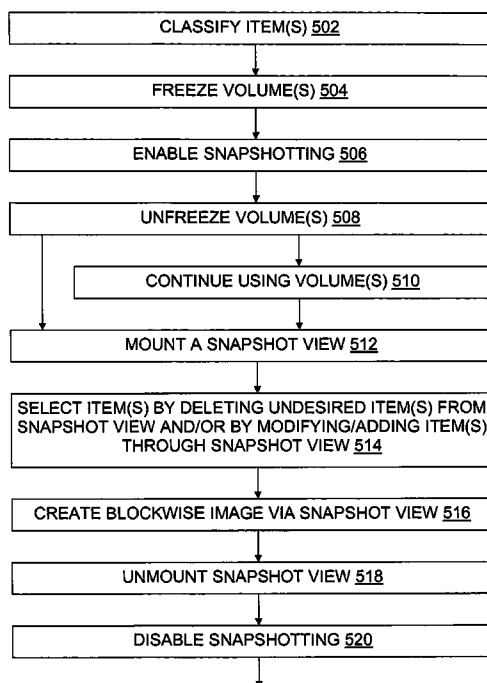 CLASSIFY ITEM(S) 502
FREEZE VOLUME(S) 504
ENABLE SNAPSHOTTING 506
UNFREEZE VOLUME(S) 508
CONTINUE USING VOLUME(S) 510
MOUNT A SNAPSHOT VIEW 512
SELECT ITEM(S) BY DELETING UNDESIRED ITEM(S) FROM
SNAPSHOT VIEW AND/OR BY MODIFYING/ADDING ITEM(S)
THROUGH SNAPSHOT VIEW 514
CREATE BLOCKWISE IMAGE VIA SNAPSHOT VIEW 516
UNMOUNT SNAPSHOT VIEW 518
DISABLE SNAPSHOTTING 520